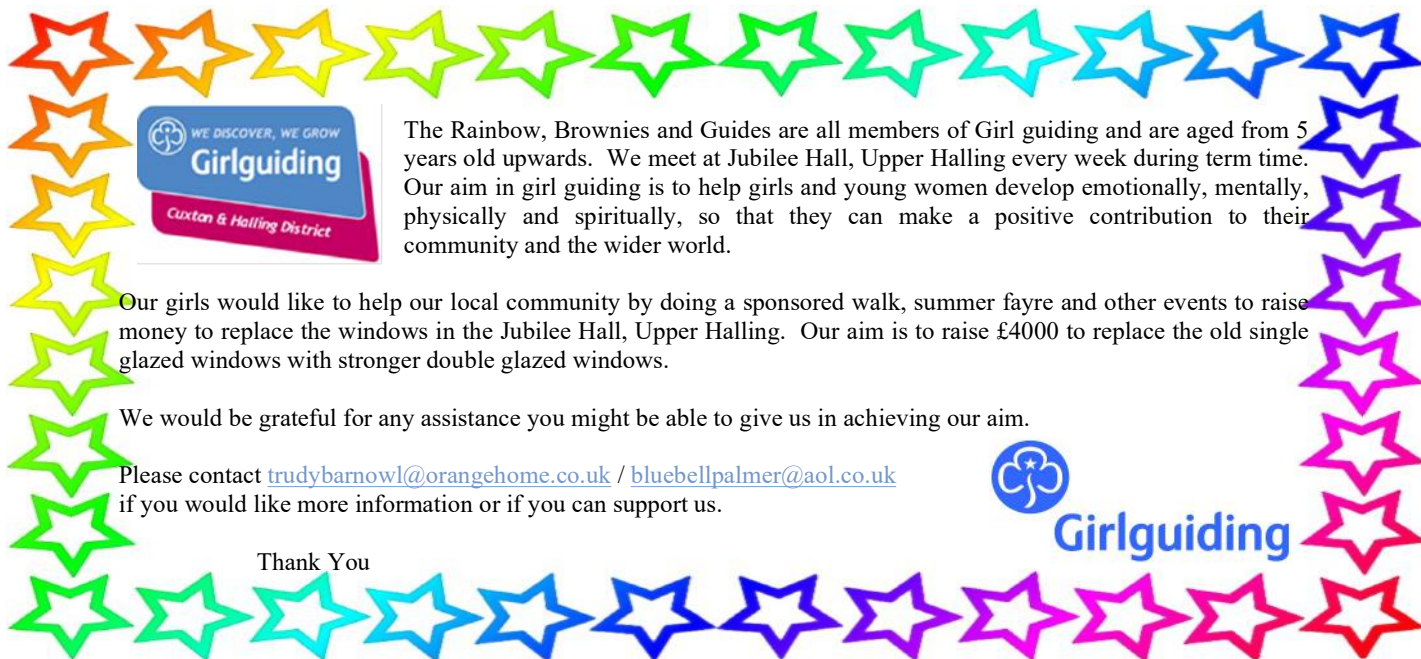 WE DISCOVER, WE GROW
Girlguiding
Cuxton & Halling District
The Rainbow, Brownies and Guides are all members of Girl guiding and are aged from 5
years old upwards. We meet at Jubilee Hall, Upper Halling every week during term time.
Our aim in girl guiding is to help girls and young women develop emotionally, mentally,
physically and spiritually, so that they can make a positive contribution to their
community and the wider world.
Our girls would like to help our local community by doing a sponsored walk, summer fayre and other events to raise
money to replace the windows in the Jubilee Hall, Upper Halling. Our aim is to raise £4000 to replace the old single
glazed windows with stronger double glazed windows.
We would be grateful for any assistance you might be able to give us in achieving our aim.
Please contact trudybarnowl@orangehome.co.uk / bluebellpalmer@aol.co.uk
if you would like more information or if you can support us.
Girlguiding
Thank You